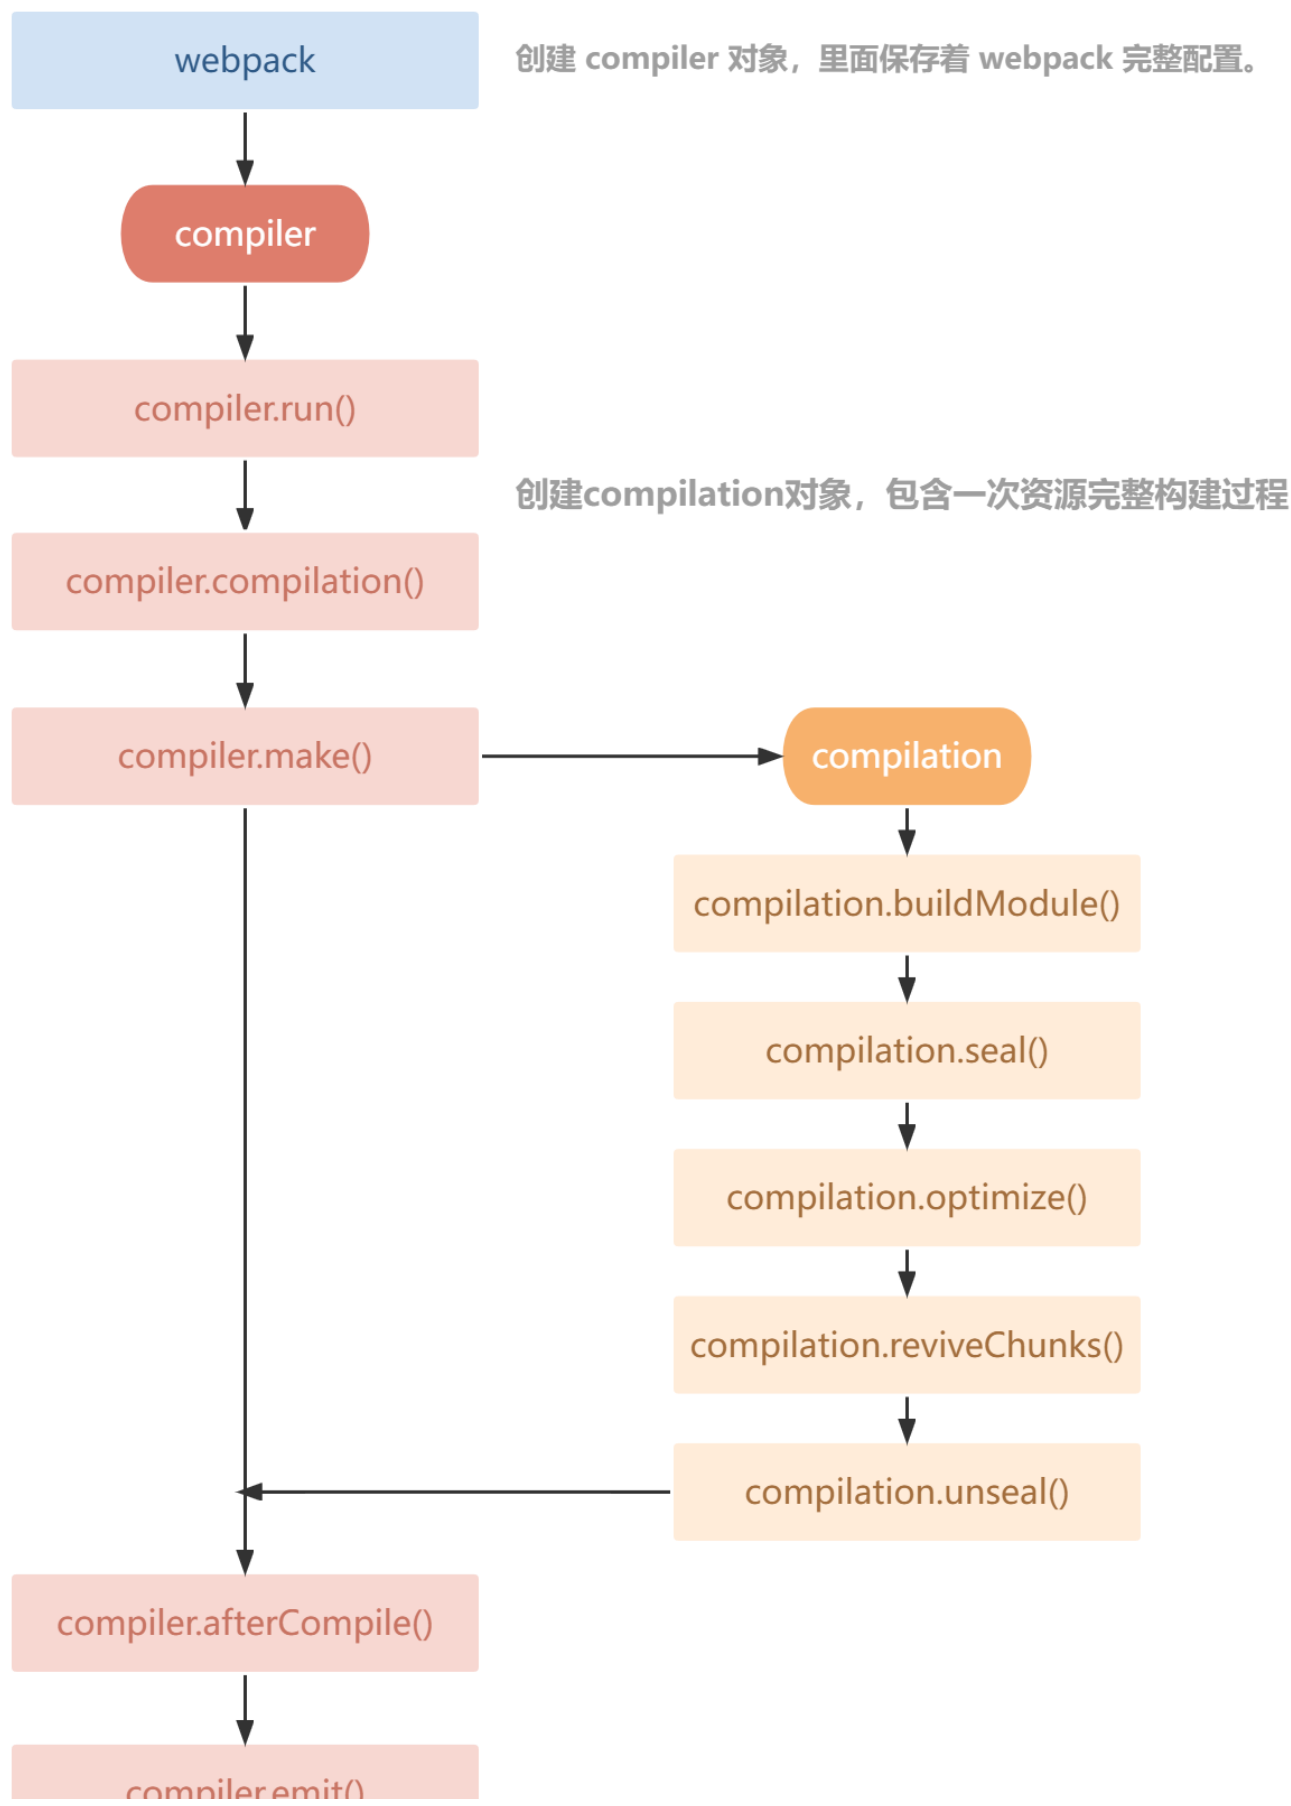 webpack
创建 compiler 对象，里面保存着 webpack 完整配置。
compiler
compiler.run()
创建compilation对象，包含一次资源完整构建过程
compiler.compilation()
compiler.make()
compilation
compilation.buildModule()
compilation.seal()
compilation.optimize()
compilation.reviveChunks()
compilation.unseal()
compiler.afterCompile()
compiler.emit()